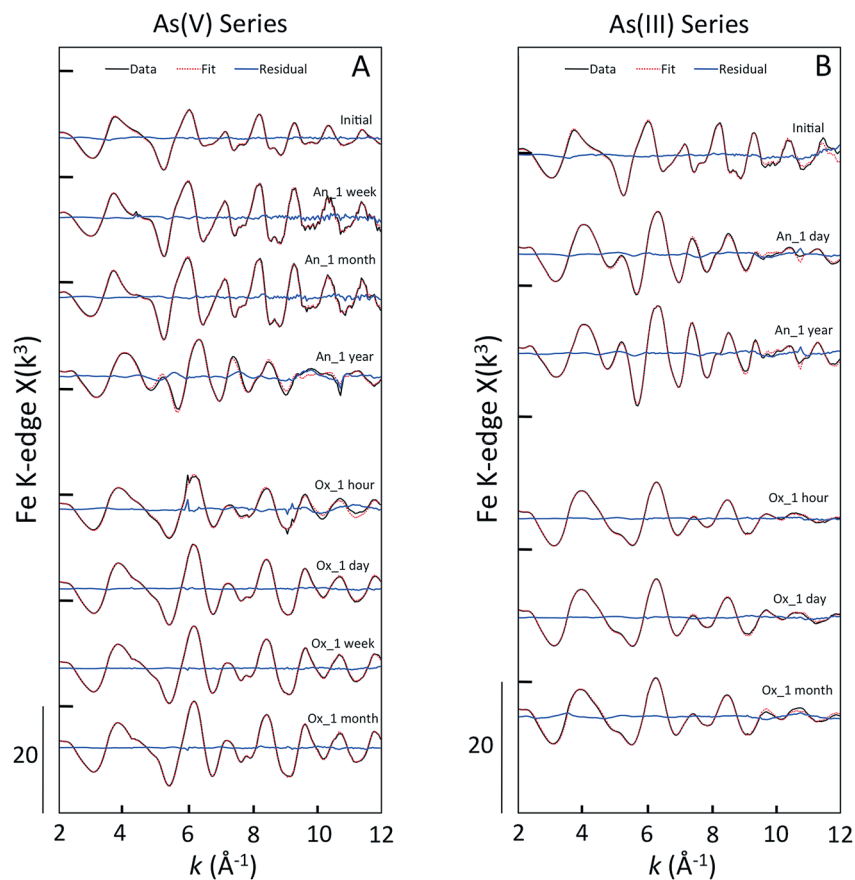 As(V) Series
Data Fit Residual
A
Initial
An_1 week
An_1 month
An_1 year
Ox_1 hour
Ox_1 day
Ox_1 week
Ox_1 month
Fe K-edge X(k³)
20
2 4 6 8 10 12
k (Å⁻¹)
As(III) Series
Data Fit Residual
B
Initial
An_1 day
An_1 year
Ox_1 hour
Ox_1 day
Ox_1 month
Fe K-edge X(k³)
20
2 4 6 8 10 12
k (Å⁻¹)